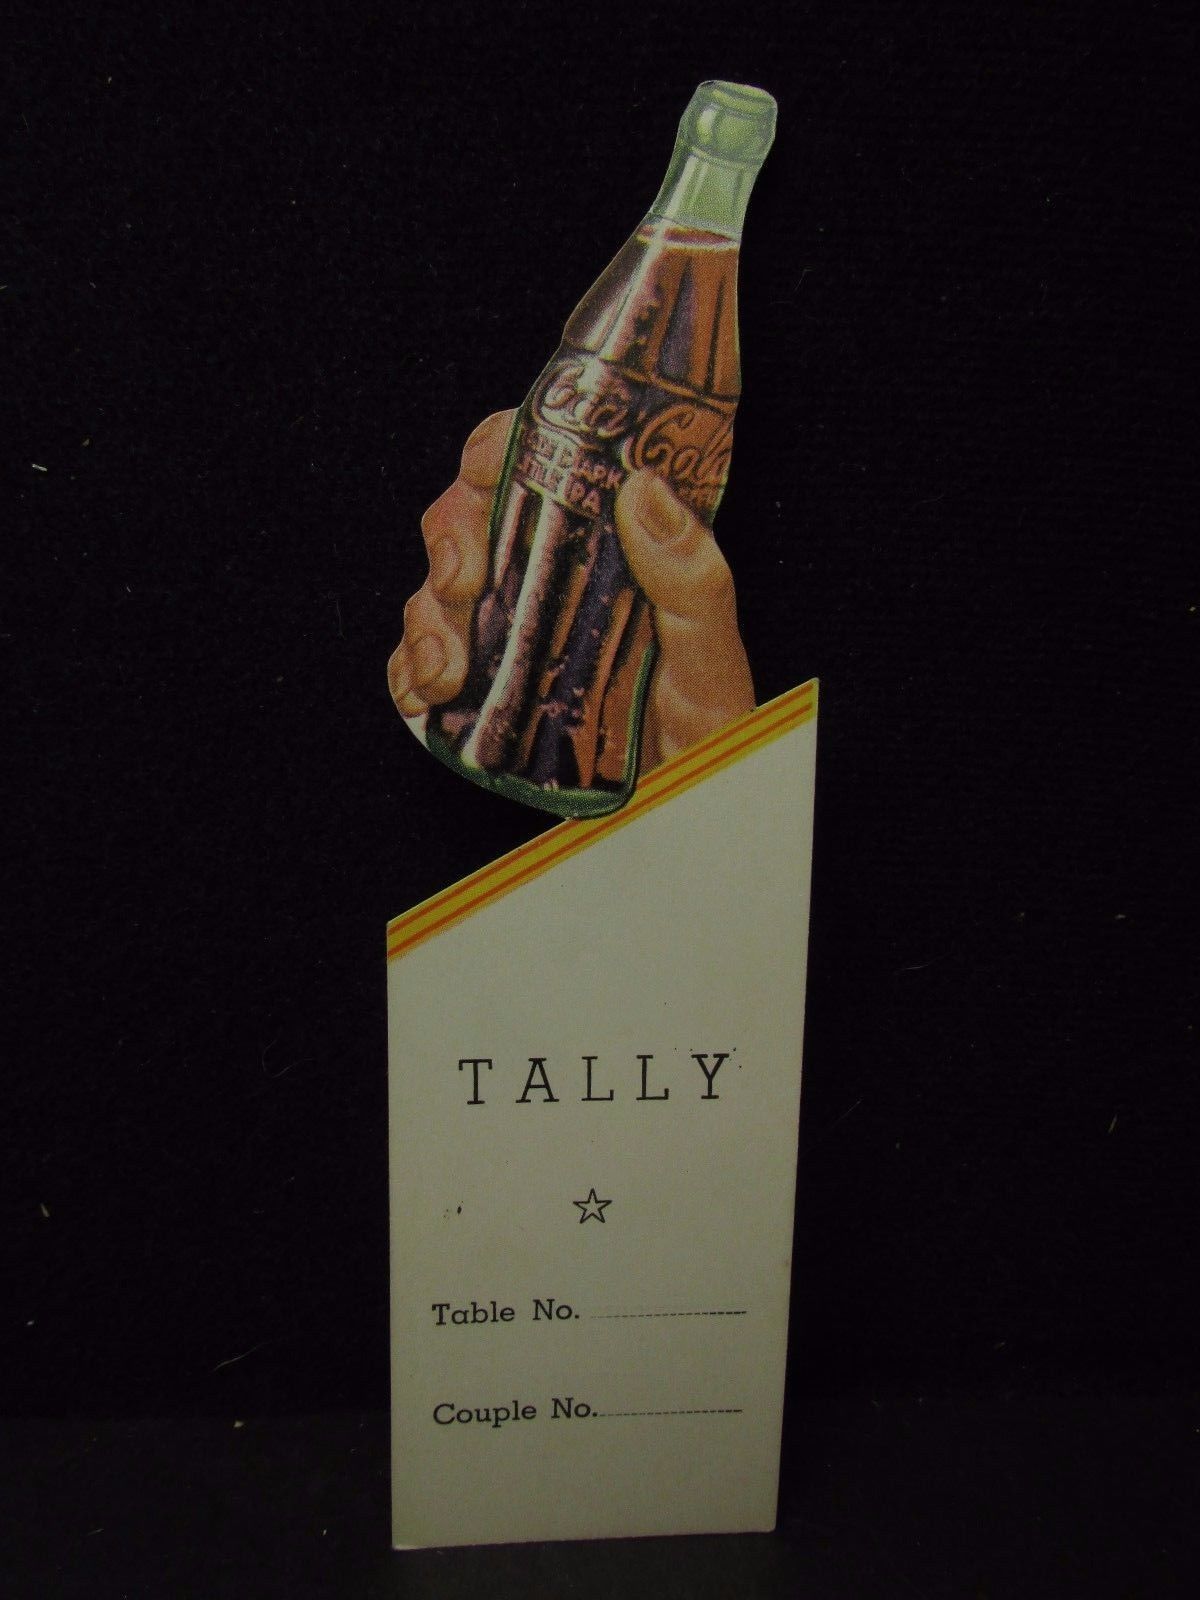 Coca-Cola
TALLY
☆
Table No.
Couple No.